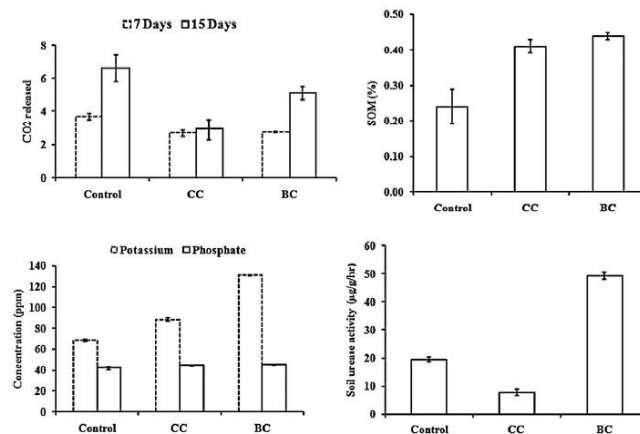 7 Days 15 Days
CO2 released
8
6
4
2
0
Control CC BC
SOM (%)
0.50
0.40
0.30
0.20
0.10
0.00
Control CC BC
Potassium Phosphate
Concentration (ppm)
140
120
100
80
60
40
20
0
Control CC BC
Soil urease activity (µg/g/hr)
60
50
40
30
20
10
0
Control CC BC